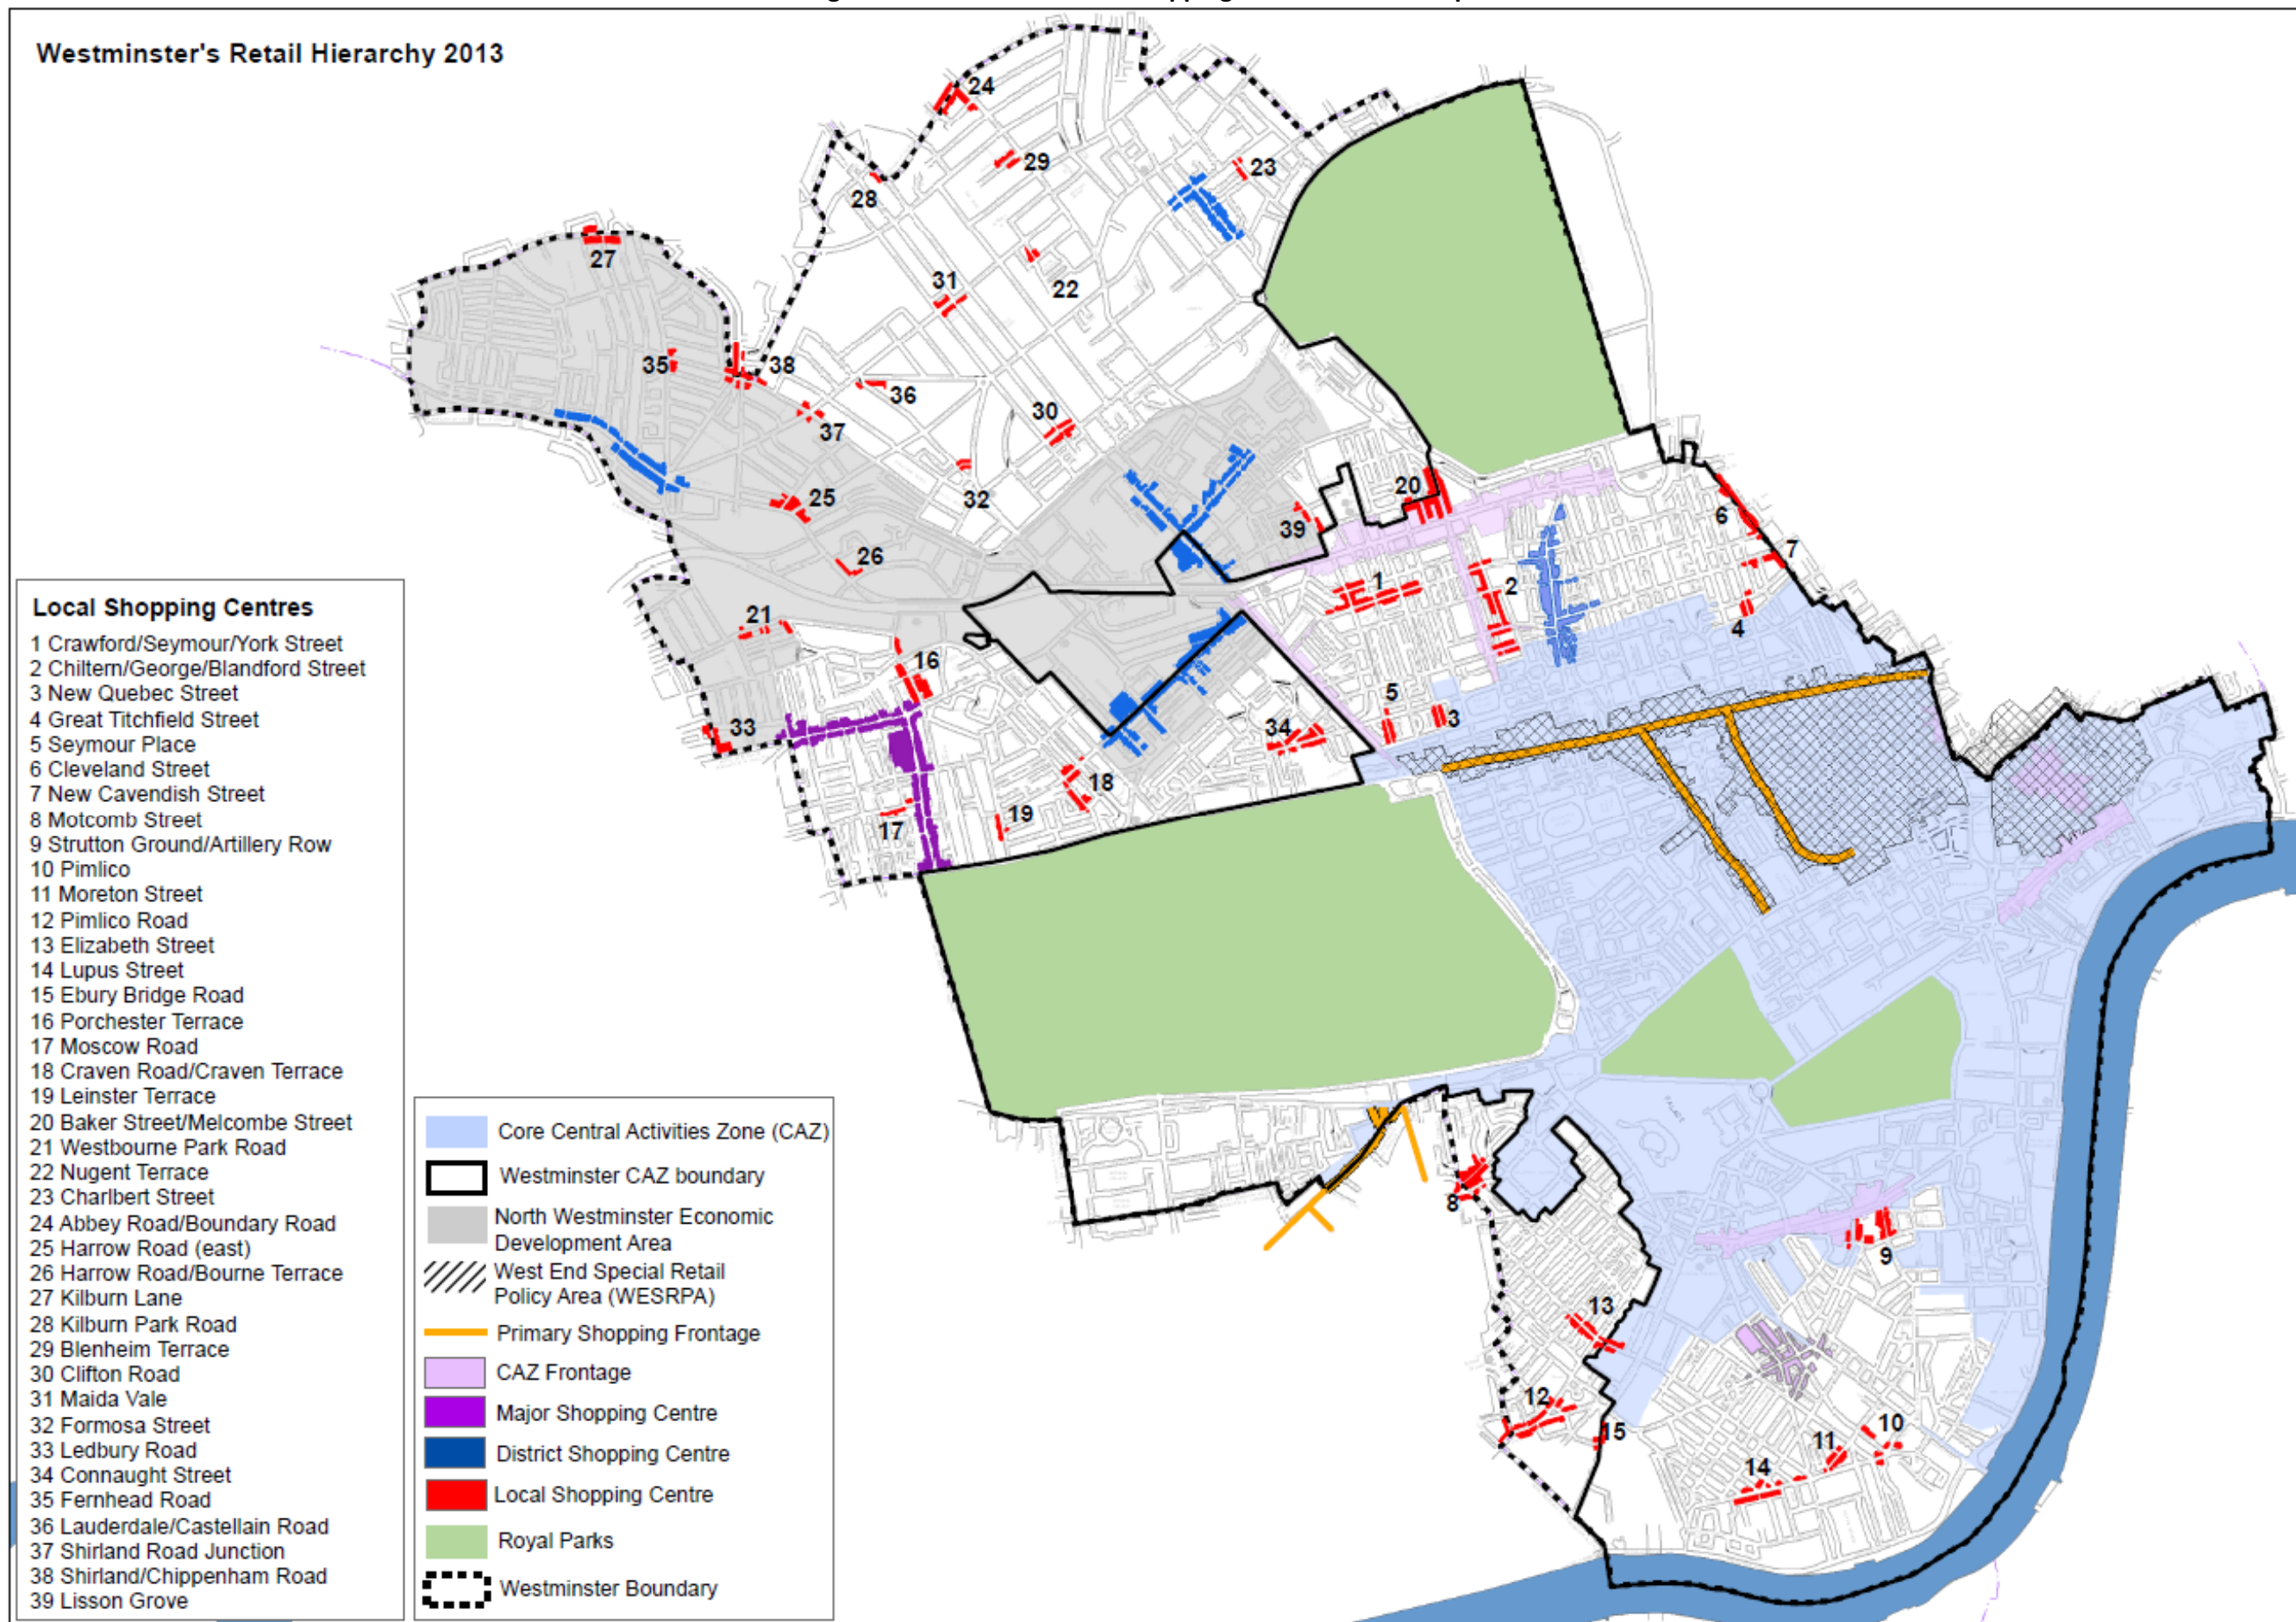 Westminster's Retail Hierarchy 2013
24
29
23
28
27
22
31
35
38
36
30
37
20
25
32
39
6
26
7
1
2
4
21
16
5
3
33
34
18
19
17
8
9
13
12
15
10
11
14
Local Shopping Centres
1 Crawford/Seymour/York Street
2 Chiltern/George/Blandford Street
3 New Quebec Street
4 Great Titchfield Street
5 Seymour Place
6 Cleveland Street
7 New Cavendish Street
8 Motcomb Street
9 Strutton Ground/Artillery Row
10 Pimlico
11 Moreton Street
12 Pimlico Road
13 Elizabeth Street
14 Lupus Street
15 Ebury Bridge Road
16 Porchester Terrace
17 Moscow Road
18 Craven Road/Craven Terrace
19 Leinster Terrace
20 Baker Street/Melcombe Street
21 Westbourne Park Road
22 Nugent Terrace
23 Charlbert Street
24 Abbey Road/Boundary Road
25 Harrow Road (east)
26 Harrow Road/Bourne Terrace
27 Kilburn Lane
28 Kilburn Park Road
29 Blenheim Terrace
30 Clifton Road
31 Maida Vale
32 Formosa Street
33 Ledbury Road
34 Connaught Street
35 Fernhead Road
36 Lauderdale/Castellain Road
37 Shirland Road Junction
38 Shirland/Chippenham Road
39 Lisson Grove
Core Central Activities Zone (CAZ)
Westminster CAZ boundary
North Westminster Economic
Development Area
West End Special Retail
Policy Area (WESRPA)
Primary Shopping Frontage
CAZ Frontage
Major Shopping Centre
District Shopping Centre
Local Shopping Centre
Royal Parks
Westminster Boundary